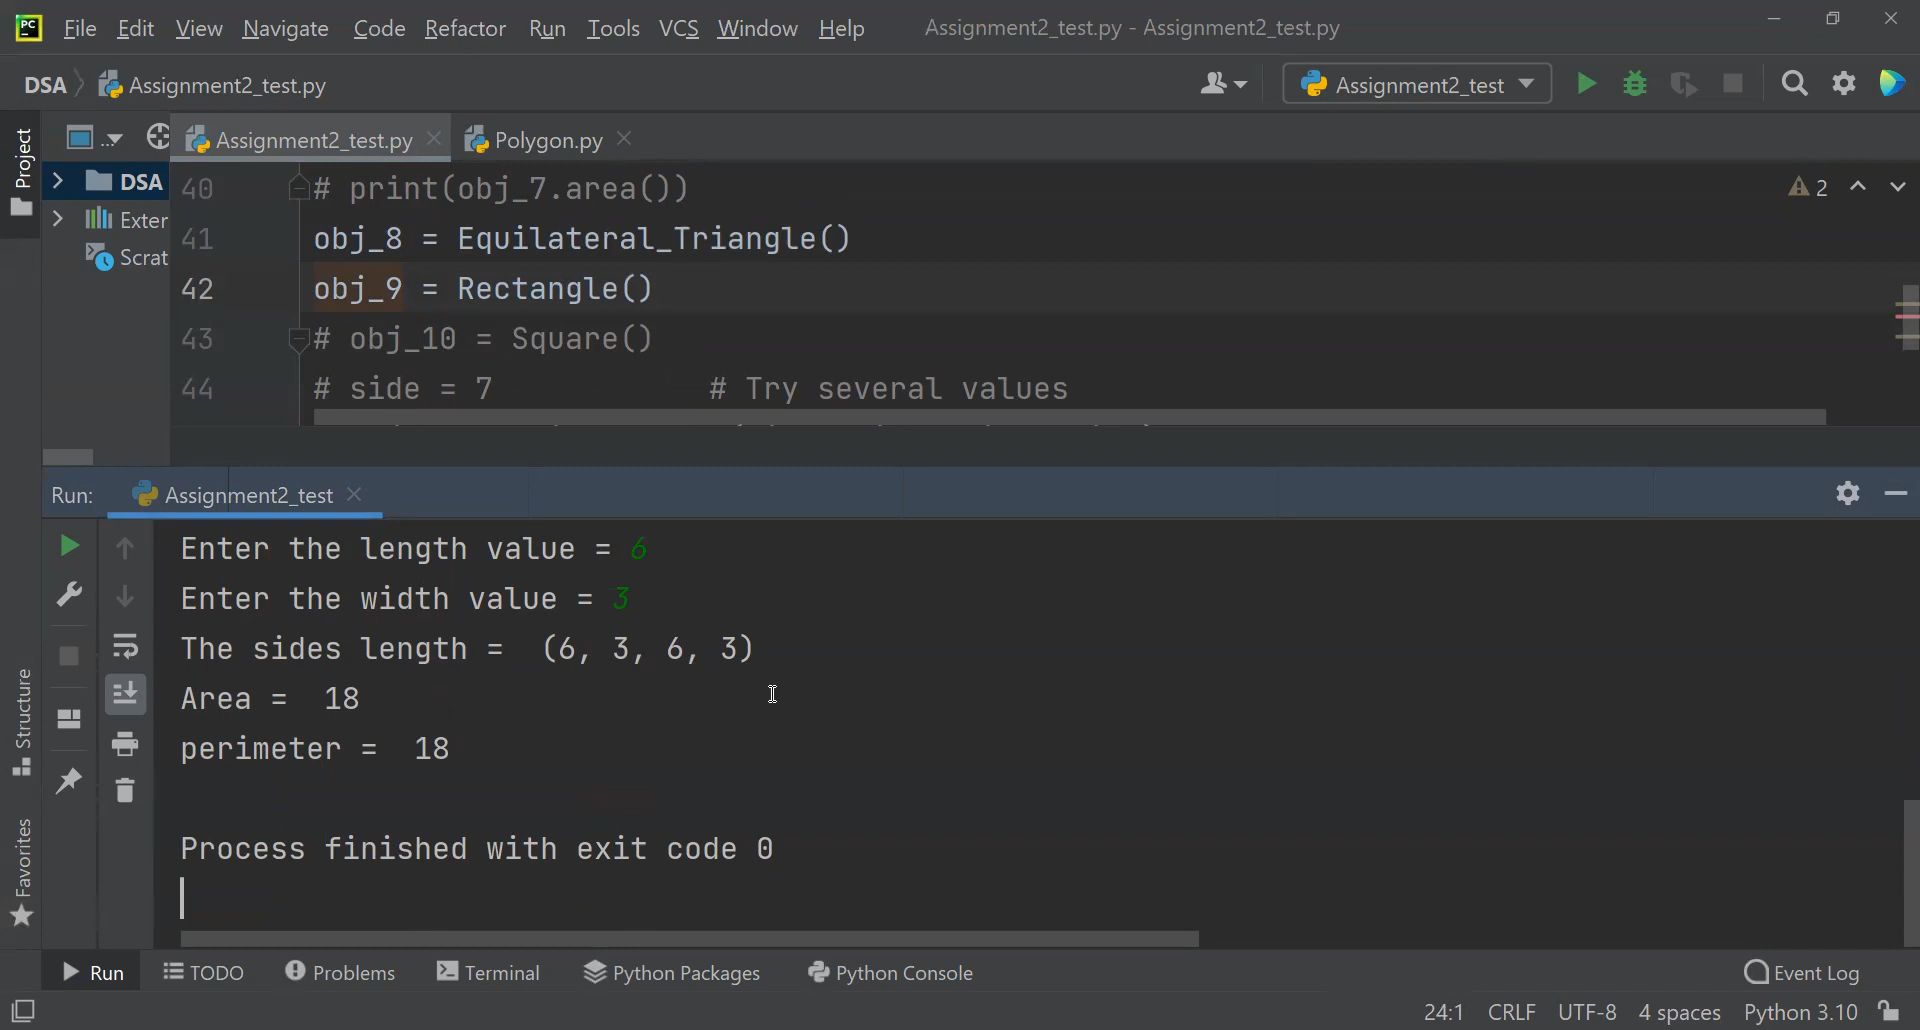 PC File Edit View Navigate Code Refactor Run Tools VCS Window Help Assignment2_test.py - Assignment2_test.py
DSA Assignment2_test.py Assignment2_test
Project ... Assignment2_test.py Polygon.py
DSA
Exter
Scrat
40 # print(obj_7.area()) 2
41 obj_8 = Equilateral_Triangle()
42 obj_9 = Rectangle()
43 # obj_10 = Square()
44 # side = 7 # Try several values
Run: Assignment2_test
Enter the length value = 6
Enter the width value = 3
The sides length =  (6, 3, 6, 3)
Area =  18
perimeter =  18
Process finished with exit code 0
Structure
Favorites
Run TODO Problems Terminal Python Packages Python Console Event Log
24:1 CRLF UTF-8 4 spaces Python 3.10